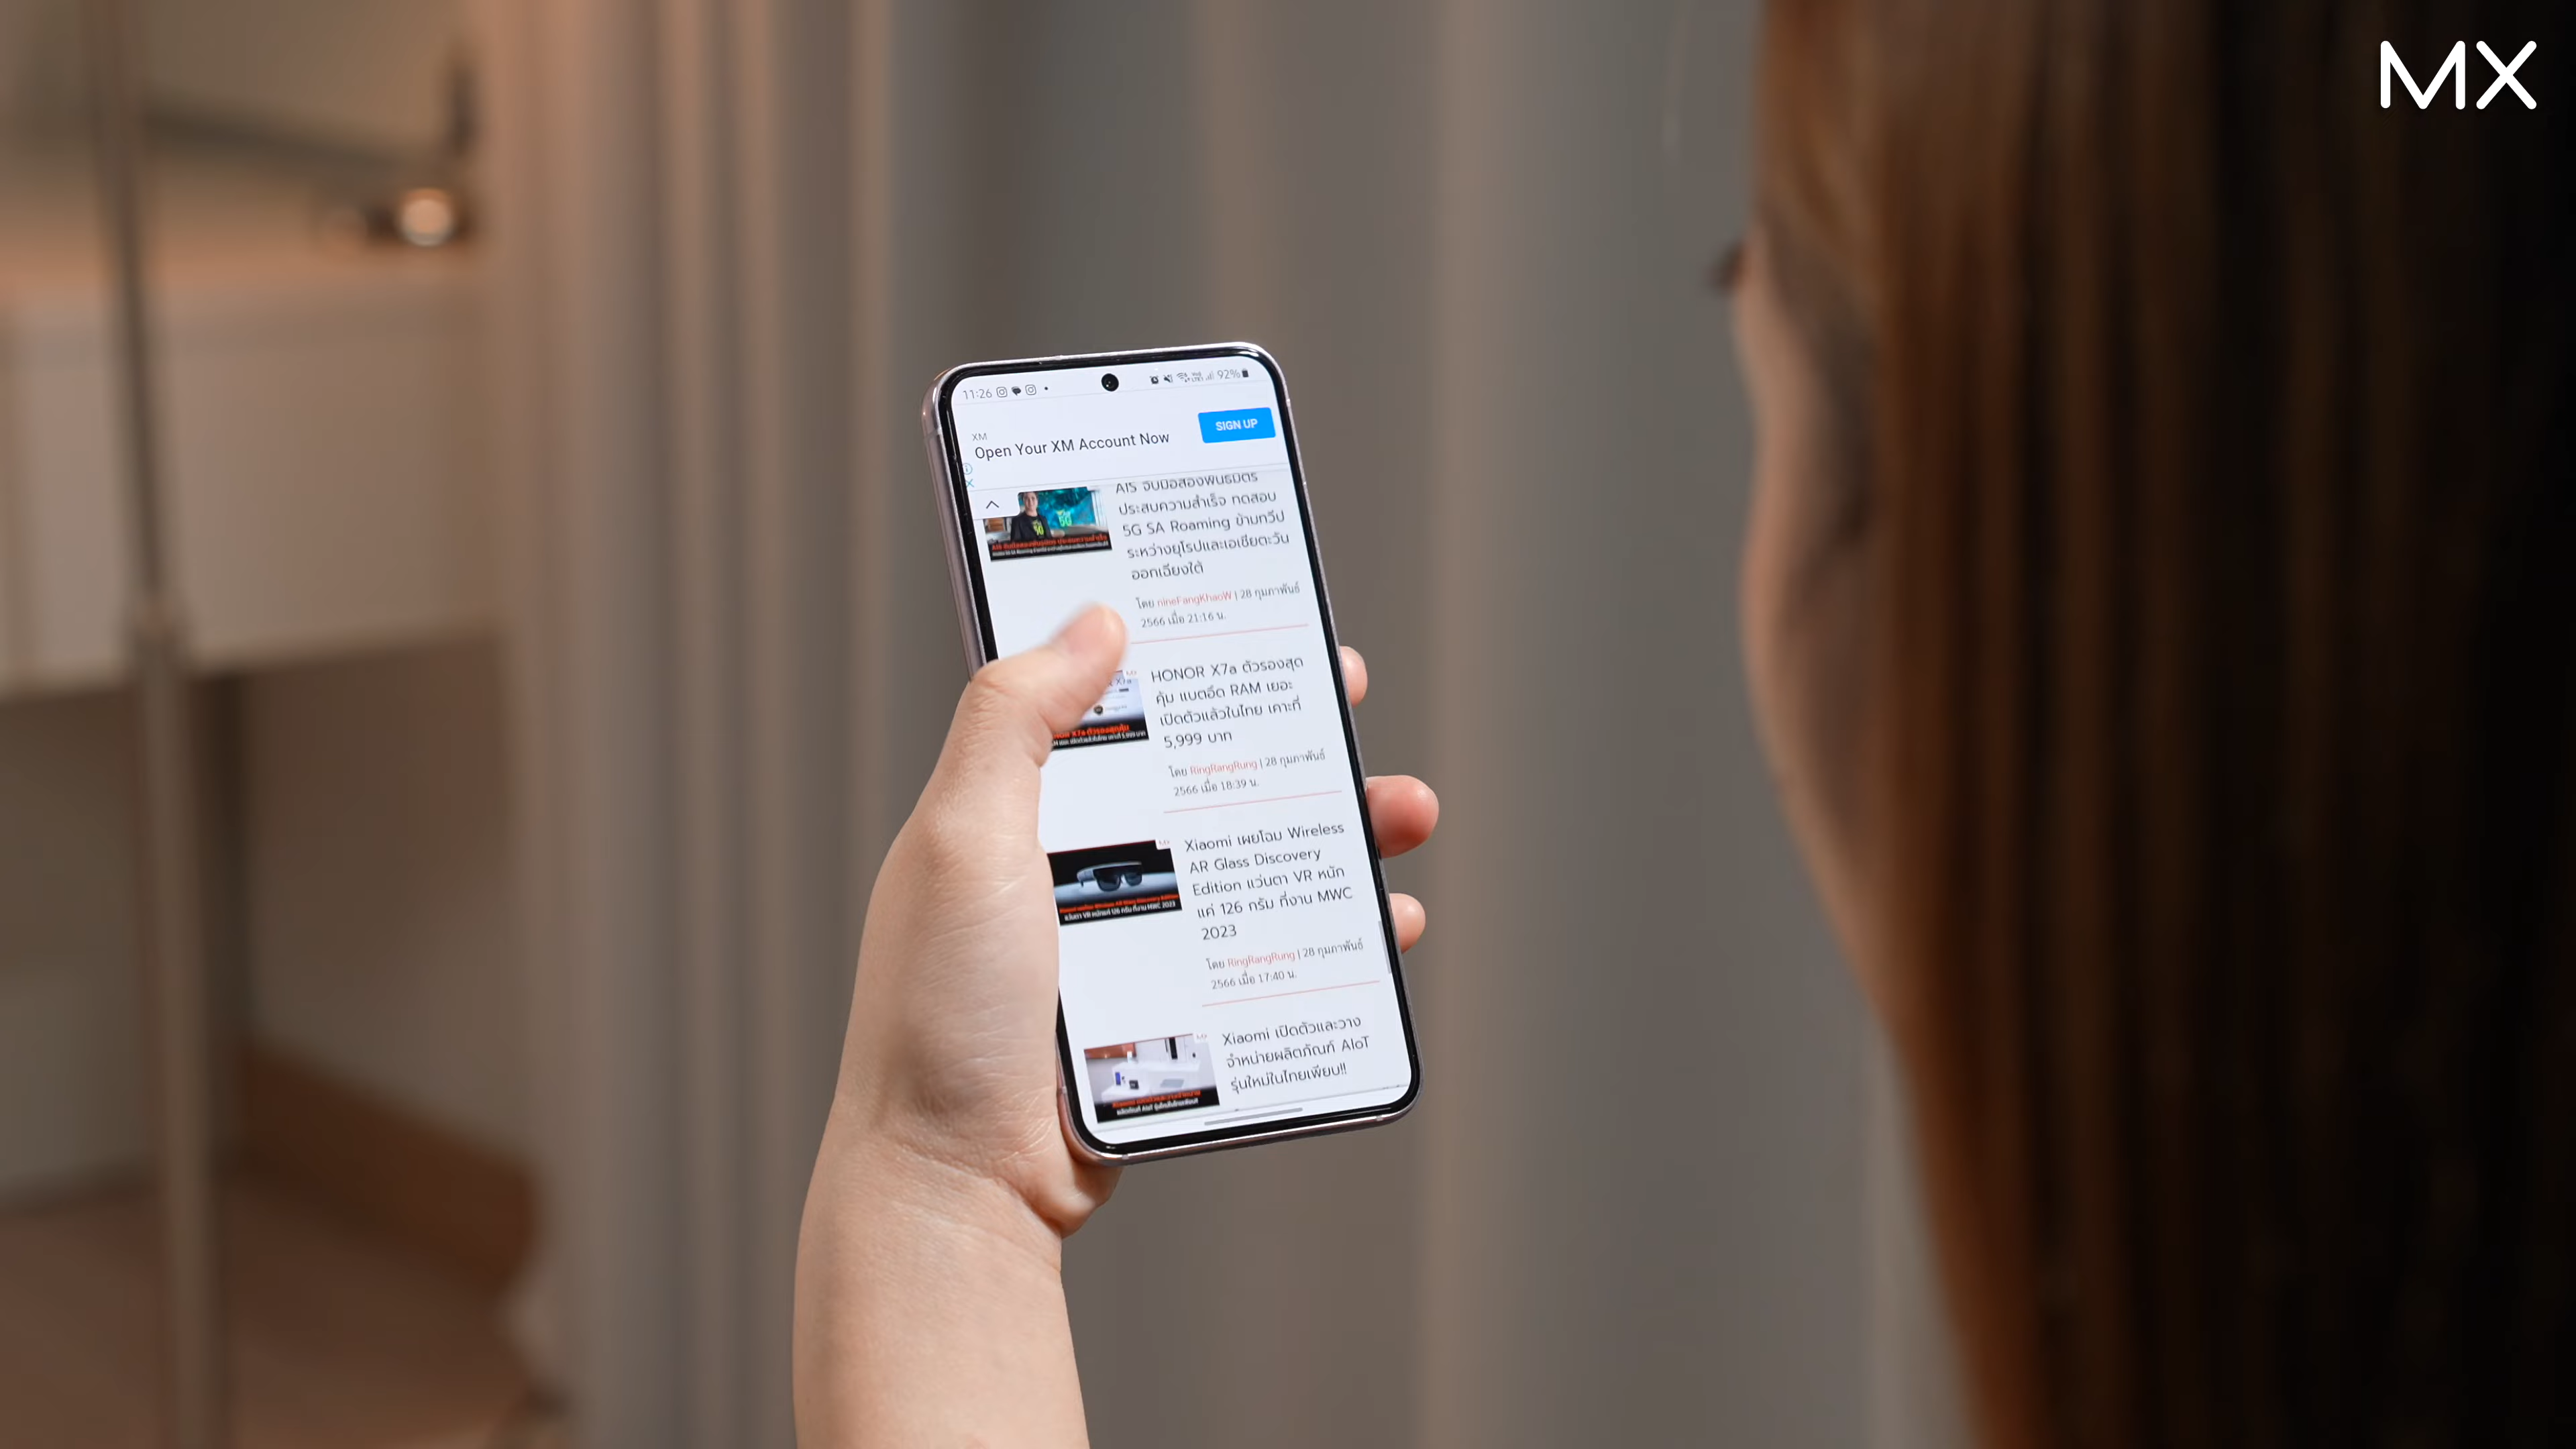 MX
11:26
92%
XM
Open Your XM Account Now
SIGN UP
AIS จับมือสองพันธมิตร
ประสบความสำเร็จ ทดสอบ
5G SA Roaming ข้ามทวีป
ระหว่างยุโรปและเอเชียตะวัน
ออกเฉียงใต้
โดย nineFangKhaoW | 28 กุมภาพันธ์
2566 เมื่อ 21:16 น.
HONOR X7a ตัวรองสุด
คุ้ม แบตอึด RAM เยอะ
เปิดตัวแล้วในไทย เคาะที่
5,999 บาท
โดย RingRangRung | 28 กุมภาพันธ์
2566 เมื่อ 18:39 น.
Xiaomi เผยโฉม Wireless
AR Glass Discovery
Edition แว่นตา VR หนัก
แค่ 126 กรัม ที่งาน MWC
2023
โดย RingRangRung | 28 กุมภาพันธ์
2566 เมื่อ 17:40 น.
Xiaomi เปิดตัวและวาง
จำหน่ายผลิตภัณฑ์ AIoT
รุ่นใหม่ในไทยเพียบ!!